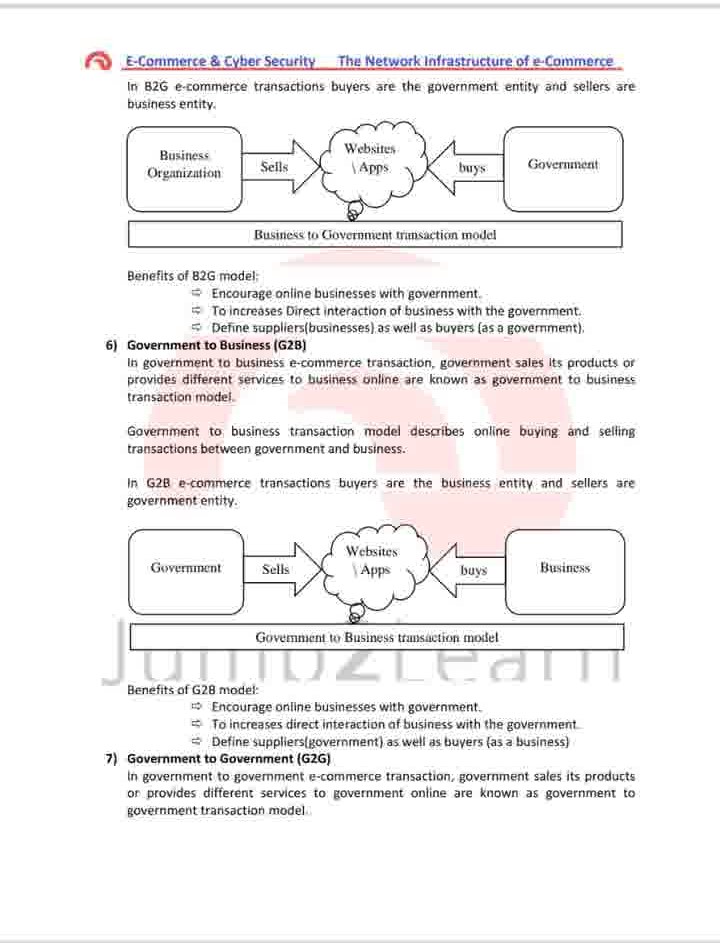 E-Commerce & Cyber Security The Network Infrastructure of e-Commerce
In B2G e-commerce transactions buyers are the government entity and sellers are
business entity.
Business
Organization
Sells
Websites
\ Apps
buys
Government
Business to Government transaction model
Benefits of B2G model:
⇨ Encourage online businesses with government.
⇨ To increases Direct interaction of business with the government.
⇨ Define suppliers(businesses) as well as buyers (as a government).
6) Government to Business (G2B)
In government to business e-commerce transaction, government sales its products or
provides different services to business online are known as government to business
transaction model.
Government to business transaction model describes online buying and selling
transactions between government and business.
In G2B e-commerce transactions buyers are the business entity and sellers are
government entity.
Government
Sells
Websites
\ Apps
buys
Business
Government to Business transaction model
Jump2Learn
Benefits of G2B model:
⇨ Encourage online businesses with government.
⇨ To increases direct interaction of business with the government.
⇨ Define suppliers(government) as well as buyers (as a business)
7) Government to Government (G2G)
In government to government e-commerce transaction, government sales its products
or provides different services to government online are known as government to
government transaction model.